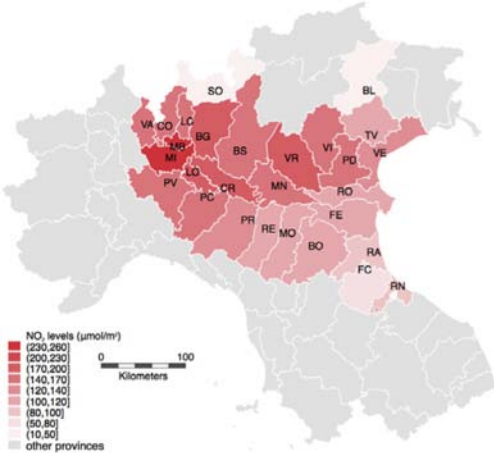 SO
BL
VA CO LC
BG
TV
MB
MI
BS
VR
VI
PD
VE
LO
PV
CR
MN
RO
PC
PR
RE
MO
FE
BO
RA
FC
RN
NO₂ levels (μmol/m²)
(230,260]
(200,230]
(170,200]
(140,170]
(120,140]
(100,120]
(80,100]
(50,80]
(10,50]
other provinces
0 100
Kilometers